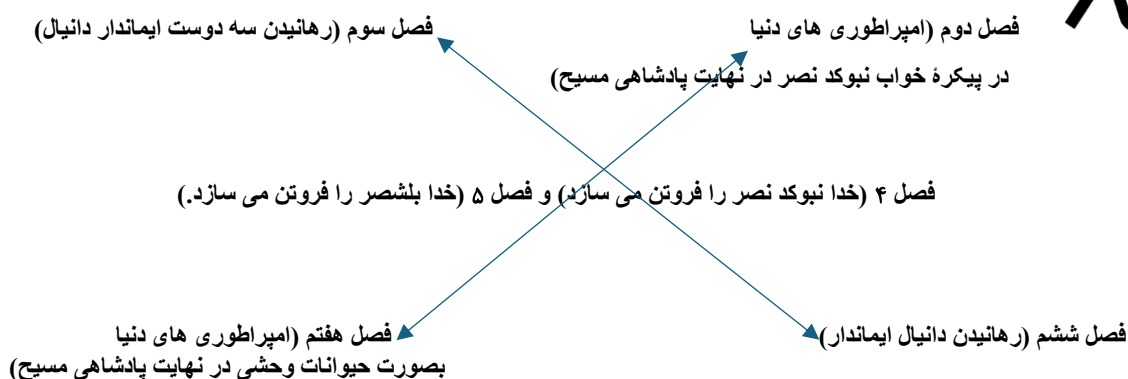 فصل دوم (امپراطوری های دنیا
در پیکرۀ خواب نبوکد نصر در نهایت پادشاهی مسیح)
فصل سوم (رهانیدن سه دوست ایماندار دانیال)
فصل ۴ (خدا نبوکد نصر را فروتن می سازد) و فصل ۵ (خدا بلشصر را فروتن می سازد.)
فصل ششم (رهانیدن دانیال ایماندار)
فصل هفتم (امپراطوری های دنیا
بصورت حیوانات وحشی در نهایت پادشاهی مسیح)